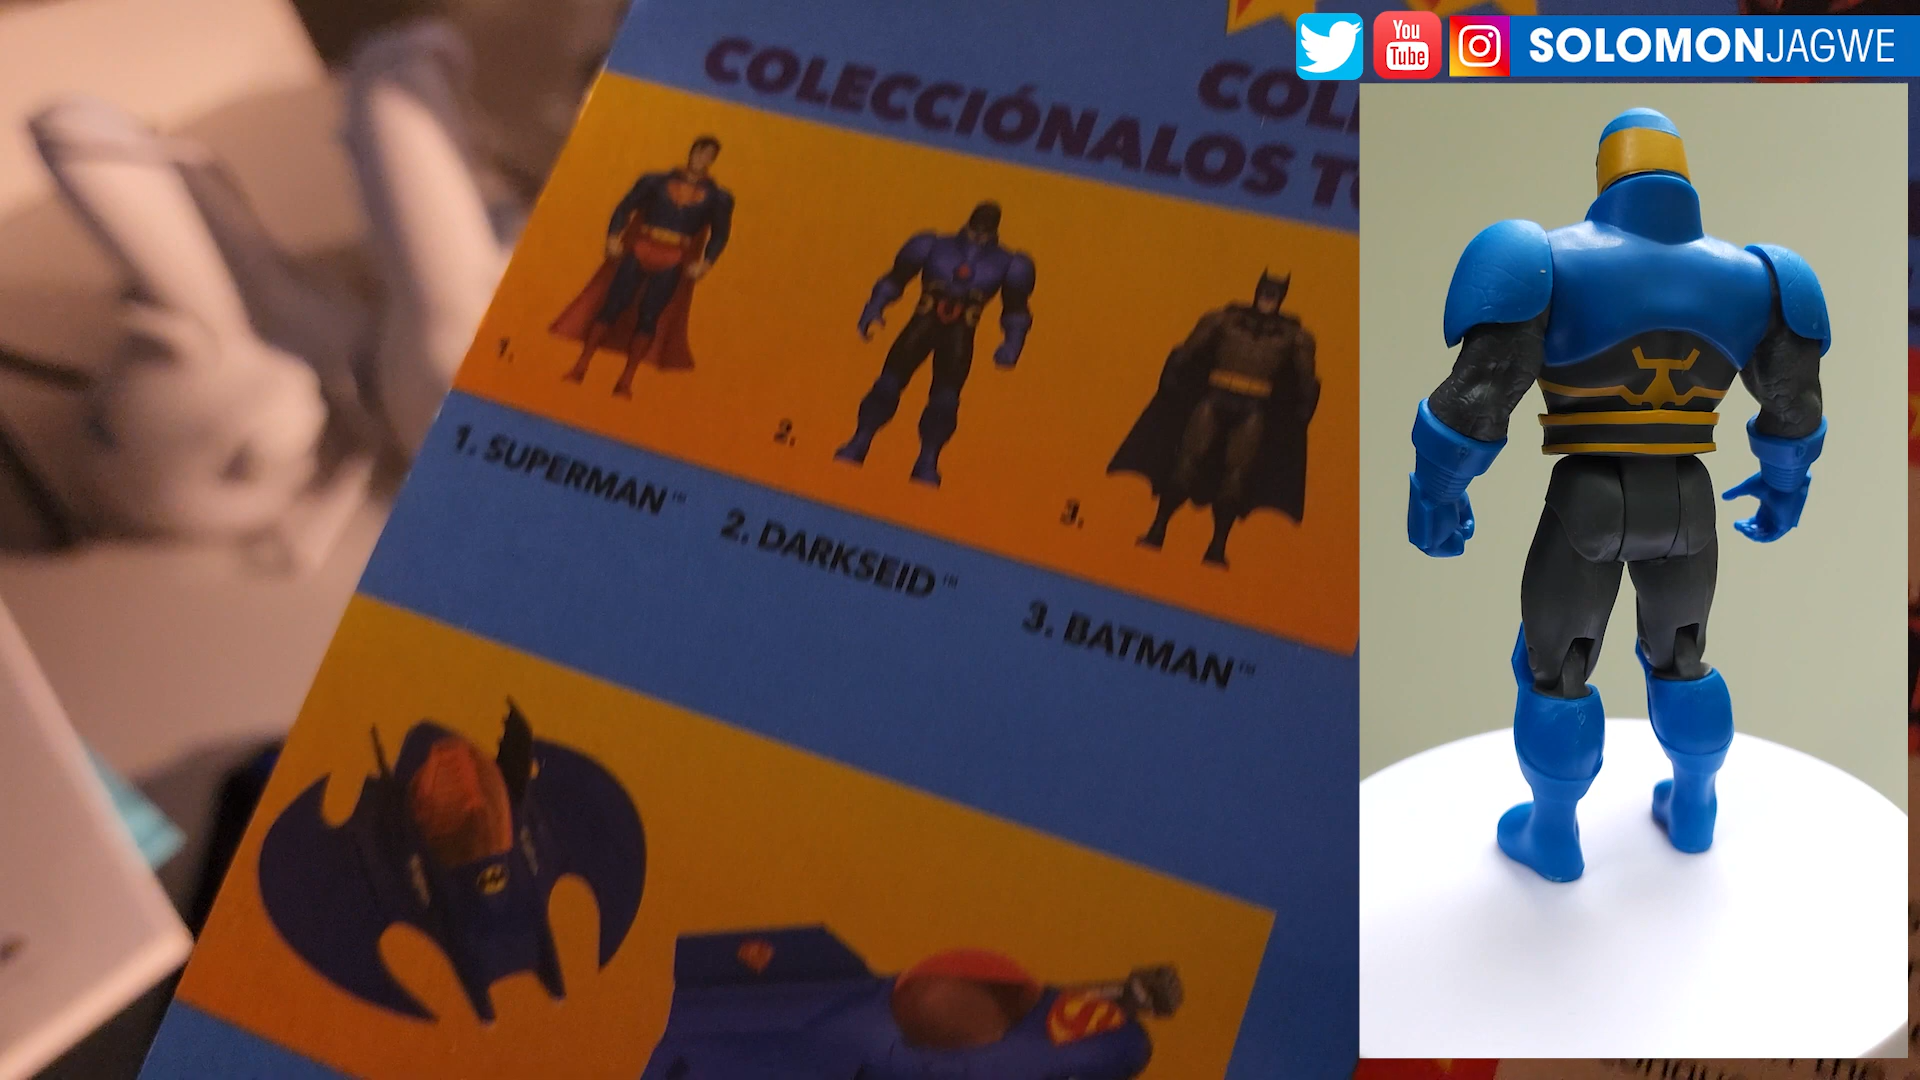 You
Tube
SOLOMONJAGWE
COLECCIÓNALOS
1.
2.
3.
1. SUPERMAN™
2. DARKSEID™
3. BATMAN™